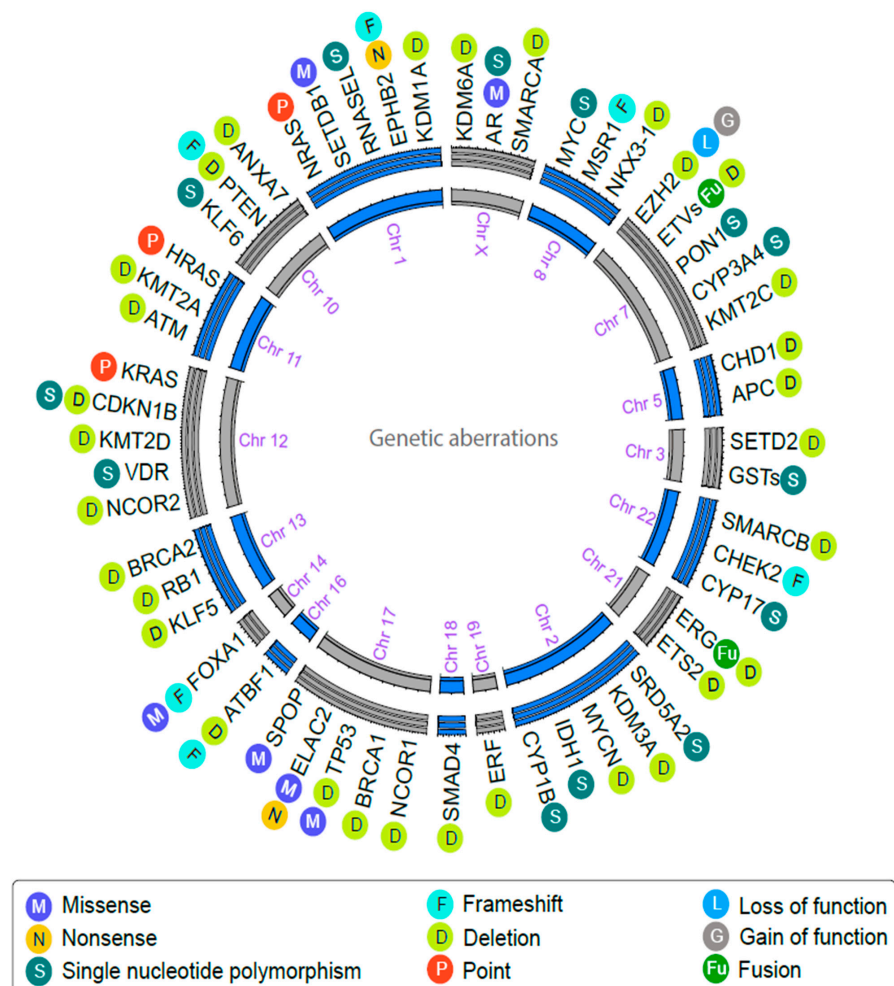 F
N EPHB2
D KDM1A
S RNASEL
M SETDB1
P NRAS
Chr 1
D KDM6A
S
M AR
D SMARCA
Chr X
MYC S
MSR1 F
NKX3-1 D
Chr 8
EZH2 D L G
ETVs Fu D
PON1 S
CYP3A4 S
KMT2C D
Chr 7
CHD1 D
APC D
Chr 5
SETD2 D
GSTs S
Chr 3
SMARCB D
CHEK2 F
CYP17 S
Chr 22
ERG Fu D
ETS2 D
Chr 21
SRD5A2 S
KDM3A D
MYCN D
IDH1 S
CYP1B S
Chr 2
ERF D
Chr 19
SMAD4 D
Chr 18
NCOR1 D
BRCA1 D
TP53 D M
ELAC2 M N
SPOP M
Chr 17
F D ATBF1
Chr 16
M F FOXA1
Chr 14
D KLF5
D RB1
D BRCA2
Chr 13
D NCOR2
S VDR
D KMT2D
S D CDKN1B
P KRAS
Chr 12
D ATM
D KMT2A
P HRAS
Chr 11
S KLF6
F D PTEN
D ANXA7
Chr 10
Genetic aberrations
M Missense
N Nonsense
S Single nucleotide polymorphism
F Frameshift
D Deletion
P Point
L Loss of function
G Gain of function
Fu Fusion